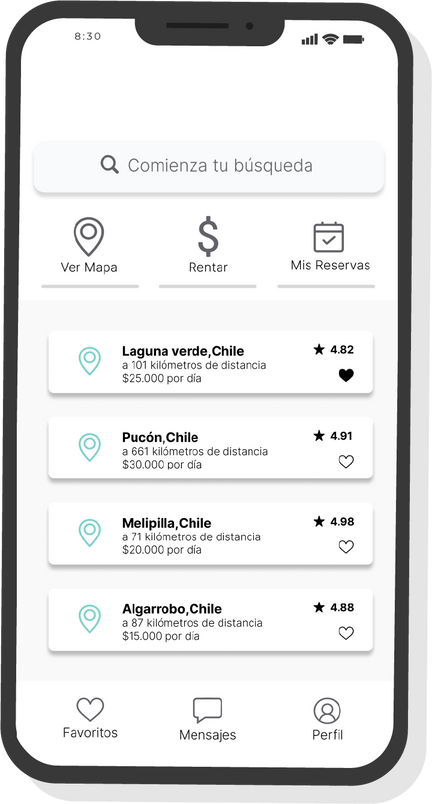 8:30
Comienza tu búsqueda
Ver Mapa
Rentar
Mis Reservas
Laguna verde,Chile
4.82
a 101 kilómetros de distancia
$25.000 por día
Pucón,Chile
4.91
a 661 kilómetros de distancia
$30.000 por día
Melipilla,Chile
4.98
a 71 kilómetros de distancia
$20.000 por día
Algarrobo,Chile
4.88
a 87 kilómetros de distancia
$15.000 por día
Favoritos
Mensajes
Perfil